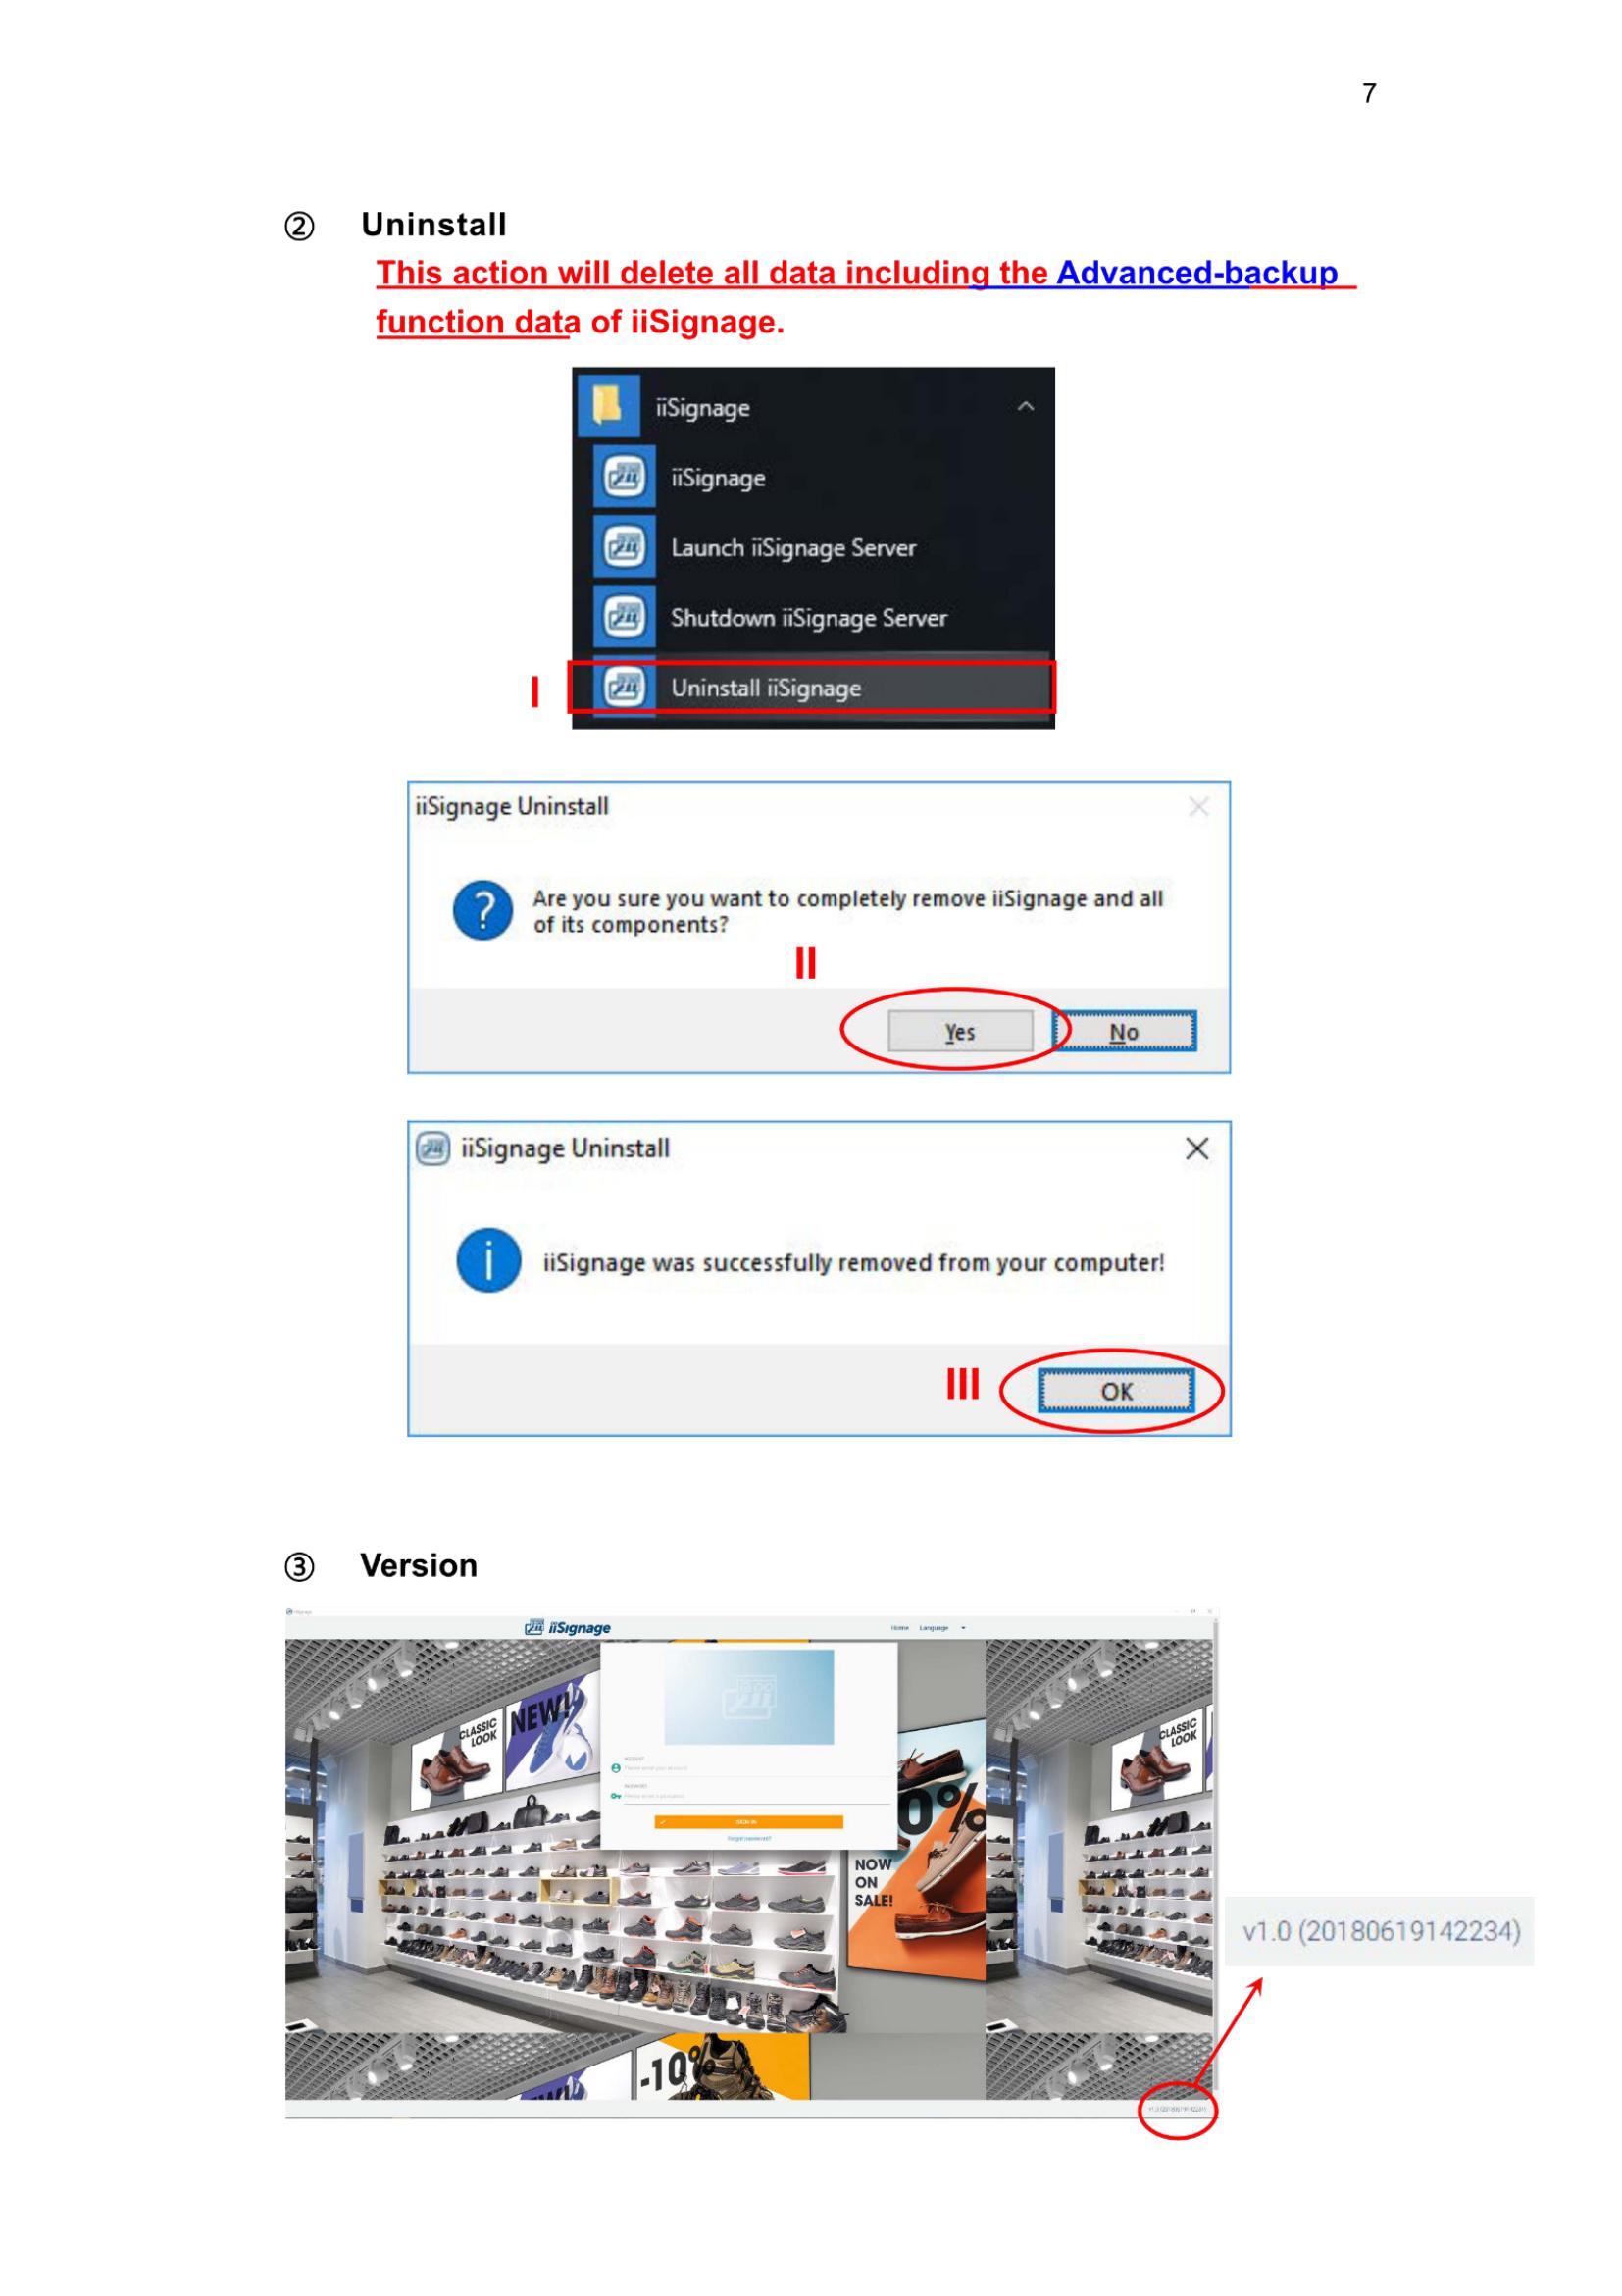 7
② Uninstall
This action will delete all data including the Advanced-backup
function data of iiSignage.
iiSignage
iiSignage
Launch iiSignage Server
Shutdown iiSignage Server
I
Uninstall iiSignage
iiSignage Uninstall
Are you sure you want to completely remove iiSignage and all
of its components?
II
Yes No
iiSignage Uninstall
iiSignage was successfully removed from your computer!
III OK
③ Version
iiSignage
Home Language
CLASSIC
LOOK
NEW!
CLASSIC
LOOK
SIGN IN
Forgot password?
0%
NOW
ON
SALE!
v1.0 (20180619142234)
-10%